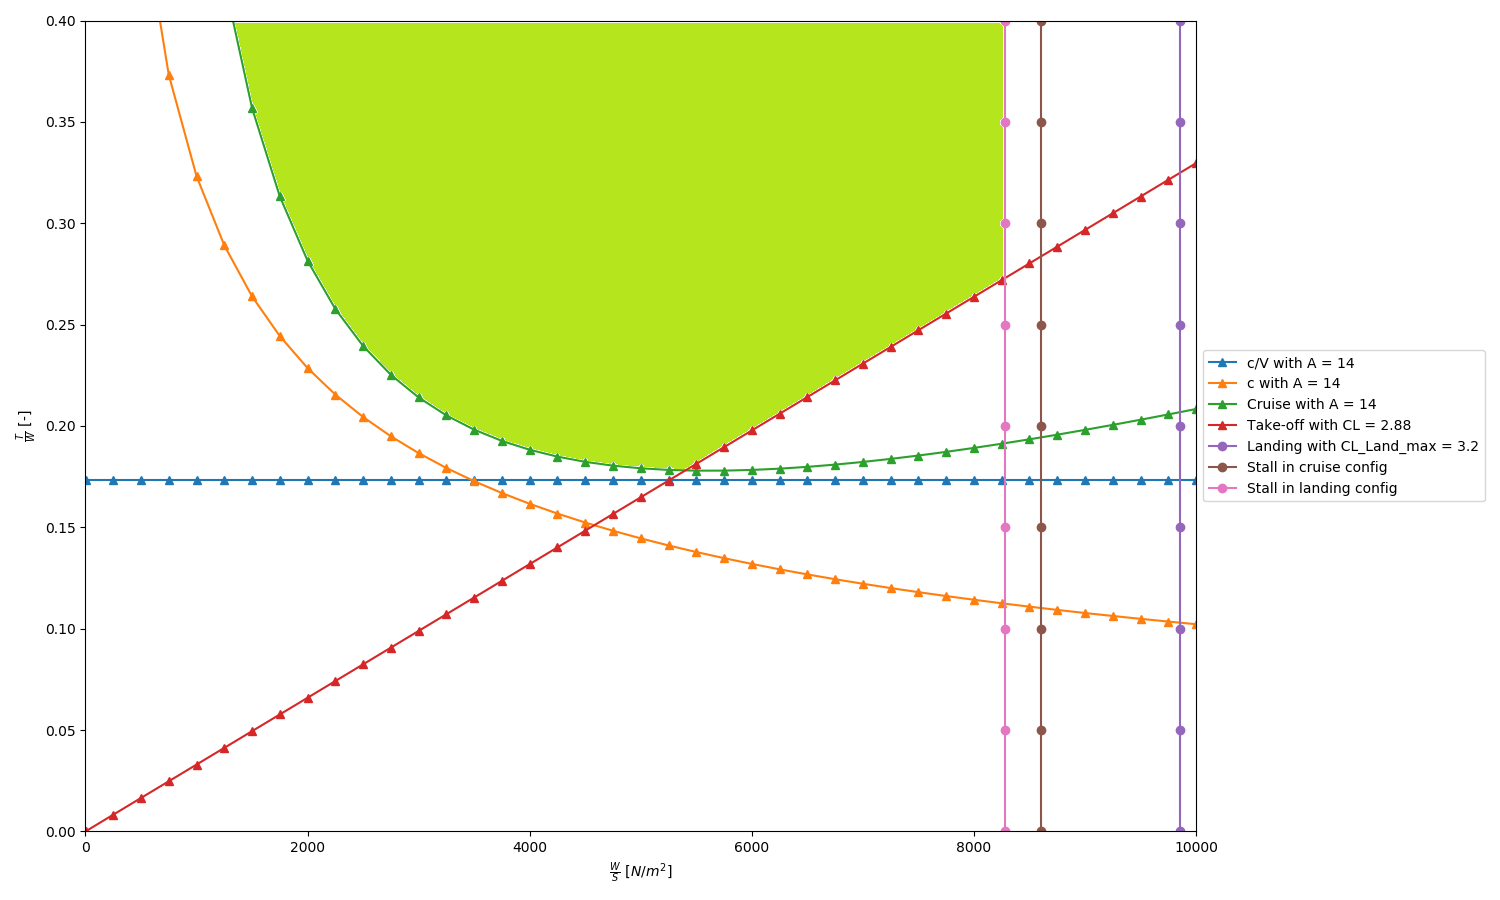 0.40
0.35
0.30
0.25
0.20
0.15
0.10
0.05
0.00
T/W [-]
0 2000 4000 6000 8000 10000
W/S [N/m²]
c/V with A = 14
c with A = 14
Cruise with A = 14
Take-off with CL = 2.88
Landing with CL_Land_max = 3.2
Stall in cruise config
Stall in landing config